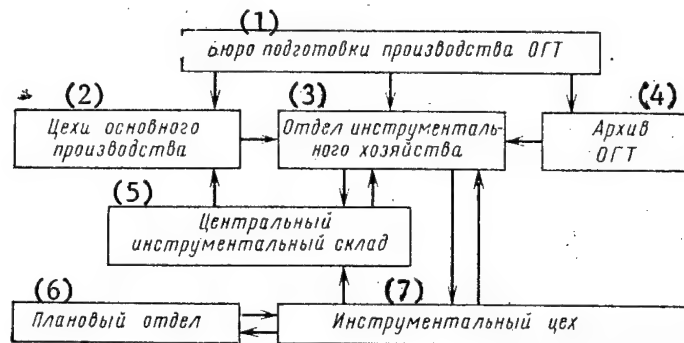 (1)
Бюро подготовки производства ОГТ
(2) (3) (4)
Цехи основного
производства
Отдел инструменталь-
ного хозяйства
Архив
ОГТ
(5)
Центральный
инструментальный склад
(6) (7)
Плановый отдел
Инструментальный цех